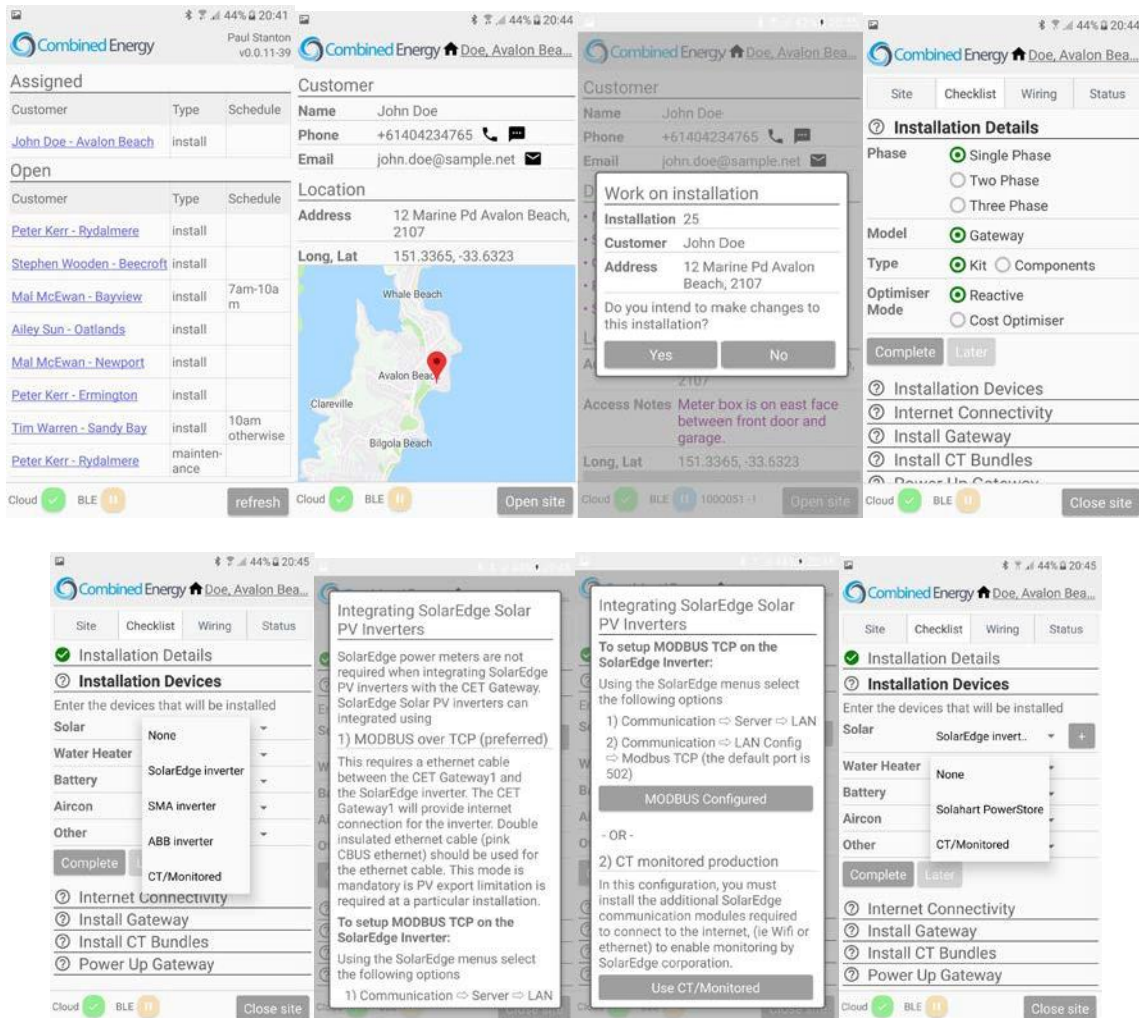 44% 20:41
Combined Energy
Paul Stanton
v0.0.11-39
Assigned
Customer Type Schedule
John Doe - Avalon Beach install
Open
Customer Type Schedule
Peter Kerr - Rydalmere install
Stephen Wooden - Beecroft install
Mal McEwan - Bayview install 7am-10a
m
Ailey Sun - Oatlands install
Mal McEwan - Newport install
Peter Kerr - Ermington install
Tim Warren - Sandy Bay install 10am
otherwise
Peter Kerr - Rydalmere mainten-
ance
Cloud BLE refresh
44% 20:44
Combined Energy Doe, Avalon Bea...
Customer
Name John Doe
Phone +61404234765
Email john.doe@sample.net
Location
Address 12 Marine Pd Avalon Beach,
2107
Long, Lat 151.3365, -33.6323
Whale Beach
Avalon Beach
Clareville
Bilgola Beach
Cloud BLE Open site
Combined Energy Doe, Avalon Bea...
Customer
Name John Doe
Phone +61404234765
Email john.doe@sample.net
Work on installation
Installation 25
Customer John Doe
Address 12 Marine Pd Avalon
Beach, 2107
Do you intend to make changes to
this installation?
Yes No
2107
Access Notes Meter box is on east face
between front door and
garage.
Long, Lat 151.3365, -33.6323
Cloud BLE 1000051 -1 Open site
44% 20:44
Combined Energy Doe, Avalon Bea...
Site Checklist Wiring Status
Installation Details
Phase Single Phase
Two Phase
Three Phase
Model Gateway
Type Kit Components
Optimiser Reactive
Mode
Cost Optimiser
Complete Later
Installation Devices
Internet Connectivity
Install Gateway
Install CT Bundles
Power Up Gateway
Cloud BLE Close site
44% 20:45
Combined Energy Doe, Avalon Bea...
Site Checklist Wiring Status
Installation Details
Installation Devices
Enter the devices that will be installed
Solar
Water Heater
Battery
Aircon
Other
None
SolarEdge inverter
SMA inverter
ABB inverter
CT/Monitored
Complete
Internet Connectivity
Install Gateway
Install CT Bundles
Power Up Gateway
Cloud BLE Close site
Integrating SolarEdge Solar
PV Inverters
SolarEdge power meters are not
required when integrating SolarEdge
PV inverters with the CET Gateway.
SolarEdge Solar PV inverters can
integrated using
1) MODBUS over TCP (preferred)
This requires a ethernet cable
between the CET Gateway1 and
the SolarEdge inverter. The CET
Gateway1 will provide internet
connection for the inverter. Double
insulated ethernet cable (pink
CBUS ethernet) should be used for
the ethernet cable. This mode is
mandatory is PV export limitation is
required at a particular installation.
To setup MODBUS TCP on the
SolarEdge Inverter:
Using the SolarEdge menus select
the following options
1) Communication ⇨ Server ⇨ LAN
Integrating SolarEdge Solar
PV Inverters
To setup MODBUS TCP on the
SolarEdge Inverter:
Using the SolarEdge menus select
the following options
1) Communication ⇨ Server ⇨ LAN
2) Communication ⇨ LAN Config
⇨ Modbus TCP (the default port is
502)
MODBUS Configured
- OR -
2) CT monitored production
In this configuration, you must
install the additional SolarEdge
communication modules required
to connect to the internet, (ie Wifi or
ethernet) to enable monitoring by
SolarEdge corporation.
Use CT/Monitored
44% 20:45
Combined Energy Doe, Avalon Bea...
Site Checklist Wiring Status
Installation Details
Installation Devices
Enter the devices that will be installed
Solar SolarEdge invert.. +
Water Heater
Battery
Aircon
Other
None
Solahart PowerStore
CT/Monitored
Complete Later
Internet Connectivity
Install Gateway
Install CT Bundles
Power Up Gateway
Cloud BLE Close site